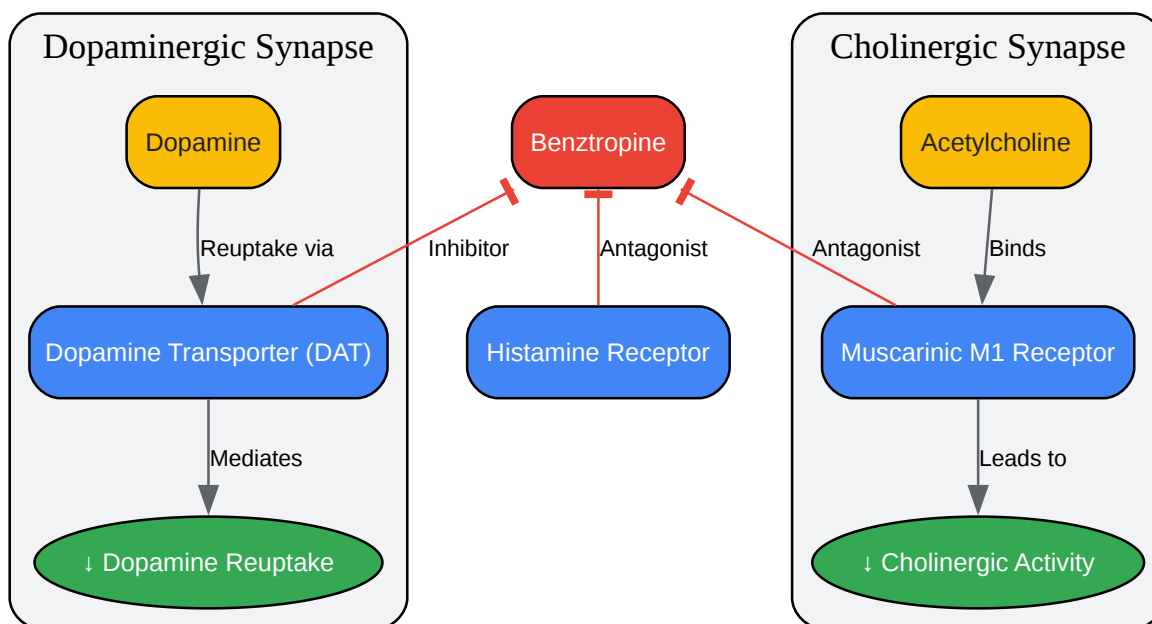 Dopaminergic Synapse
Cholinergic Synapse
Dopamine
Benztropine
Acetylcholine
Reuptake via
Inhibitor
Antagonist
Antagonist
Binds
Dopamine Transporter (DAT)
Histamine Receptor
Muscarinic M1 Receptor
Mediates
Leads to
↓ Dopamine Reuptake
↓ Cholinergic Activity